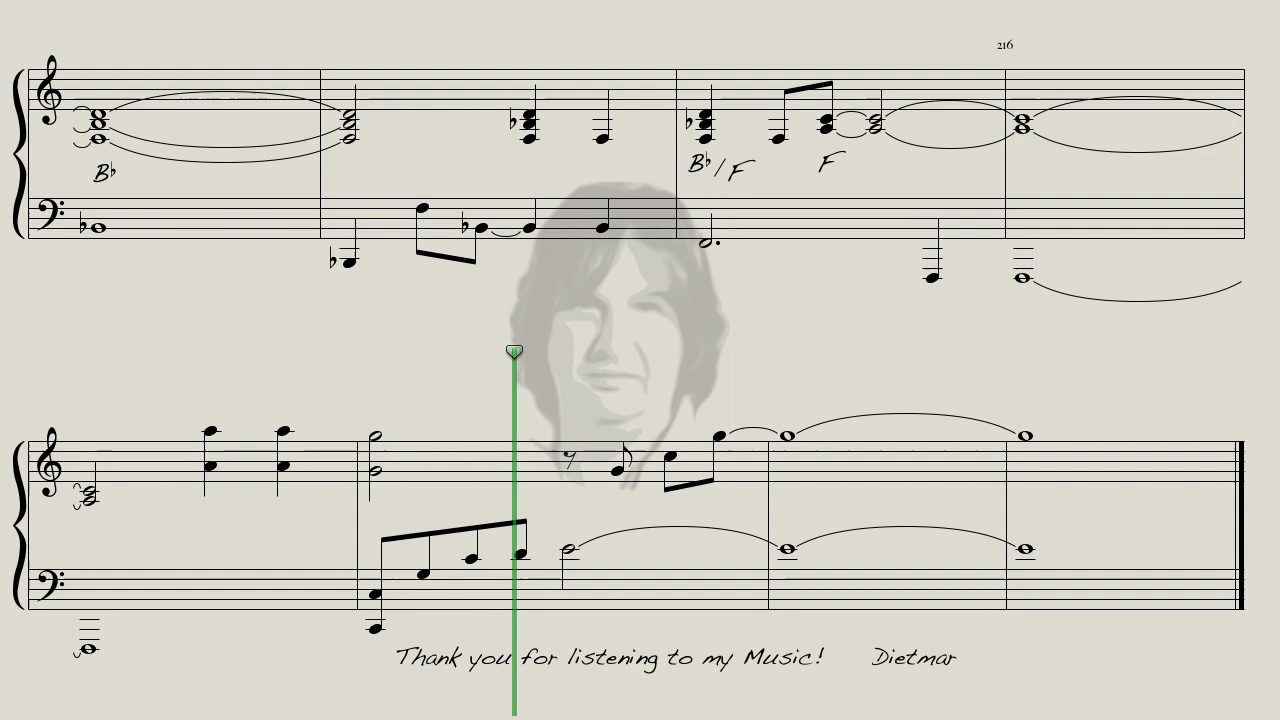 216
B♭
B♭/F
F
Thank you for listening to my Music! Dietmar